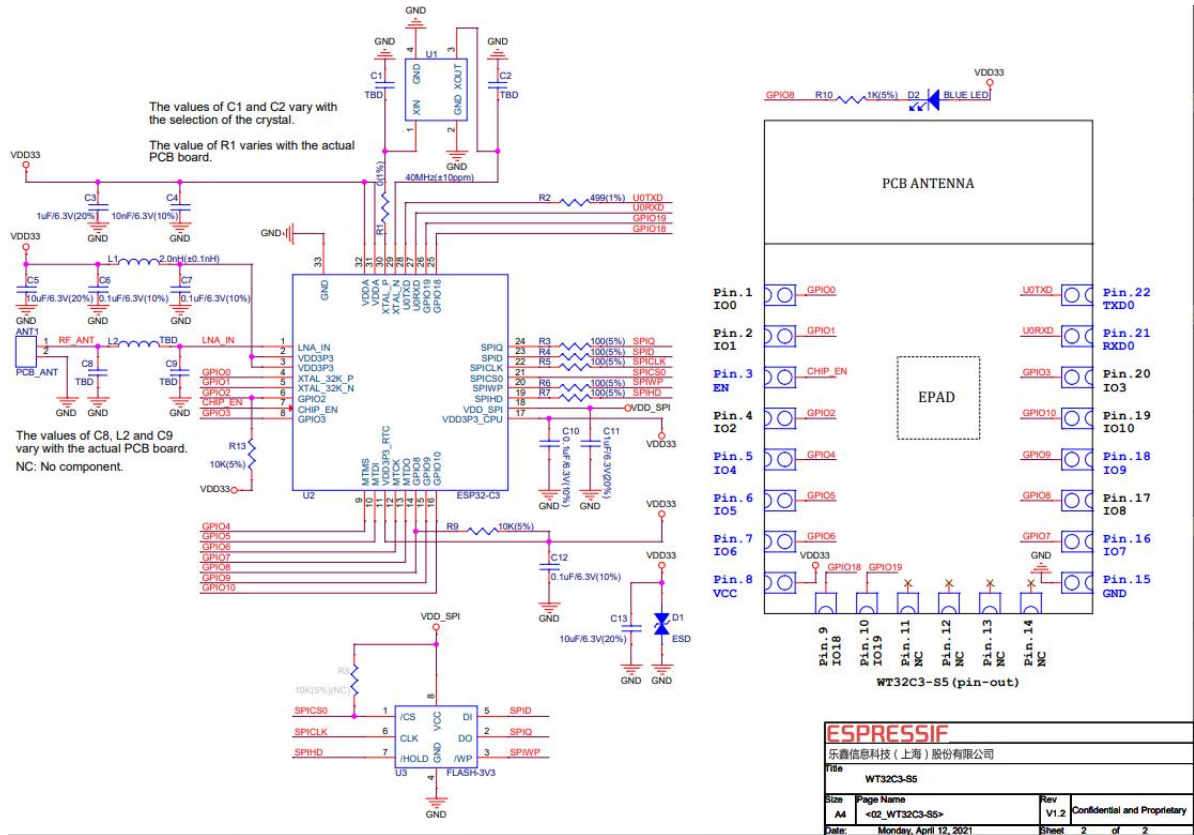 GND
GND
GND
U1
4
3
GND
XOUT
C1
TBD
C2
TBD
XIN
GND
1
2
GND
40MHz(±10ppm)
The values of C1 and C2 vary with
the selection of the crystal.
The value of R1 varies with the actual
PCB board.
VDD33
C3
1uF/6.3V(20%)
GND
C4
10nF/6.3V(10%)
GND
0(1%)
R1
R2
499(1%)
U0TXD
U0RXD
GPIO19
GPIO18
VDD33
L1
2.0nH(±0.1nH)
C5
10uF/6.3V(20%)
GND
C6
0.1uF/6.3V(10%)
GND
C7
0.1uF/6.3V(10%)
GND
GND
33
32
31
30
29
28
27
26
25
GND
VDDA
VDDA
XTAL_P
XTAL_N
U0TXD
U0RXD
GPIO19
GPIO18
ANT1
1
2
PCB_ANT
RF_ANT
L2
TBD
LNA_IN
C8
TBD
C9
TBD
GND
GND
GND
GPIO0
GPIO1
GPIO2
CHIP_EN
GPIO3
1 LNA_IN
2 VDD3P3
3 VDD3P3
4 XTAL_32K_P
5 XTAL_32K_N
6 GPIO2
7 CHIP_EN
8 GPIO3
SPIQ 24 R3 100(5%) SPIQ
SPID 23 R4 100(5%) SPID
SPICLK 22 R5 100(5%) SPICLK
SPICS0 21 SPICS0
SPIWP 20 R6 100(5%) SPIWP
SPIHD 19 R7 100(5%) SPIHD
VDD_SPI 18 VDD_SPI
VDD3P3_CPU 17
VDD33
C10
0.1uF/6.3V(10%)
GND
C11
1uF/6.3V(20%)
GND
The values of C8, L2 and C9
vary with the actual PCB board.
NC: No component.
R13
10K(5%)
VDD33
MTMS
MTDI
VDD3P3_RTC
MTCK
MTDO
GPIO8
GPIO9
GPIO10
U2
ESP32-C3
9
10
11
12
13
14
15
16
GPIO4
GPIO5
GPIO6
GPIO7
GPIO8
GPIO9
GPIO10
R9
10K(5%)
VDD33
C12
0.1uF/6.3V(10%)
GND
VDD33
C13
10uF/6.3V(20%)
D1
ESD
GND
GND
VDD_SPI
R8
10K(5%)(NC)
8
SPICS0 1 /CS
SPICLK 6 CLK
SPIHD 7 /HOLD
VCC
GND
DI 5 SPID
DO 2 SPIQ
/WP 3 SPIWP
U3
FLASH-3V3
4
GND
GPIO8
R10
1K(5%)
D2
BLUE LED
VDD33
PCB ANTENNA
EPAD
Pin.1
IO0
GPIO0
Pin.2
IO1
GPIO1
Pin.3
EN
CHIP_EN
Pin.4
IO2
GPIO2
Pin.5
IO4
GPIO4
Pin.6
IO5
GPIO5
Pin.7
IO6
GPIO6
Pin.8
VCC
VDD33
GPIO18
GPIO19
U0TXD
Pin.22
TXD0
U0RXD
Pin.21
RXD0
GPIO3
Pin.20
IO3
GPIO10
Pin.19
IO10
GPIO9
Pin.18
IO9
GPIO8
Pin.17
IO8
GPIO7
Pin.16
IO7
GND
Pin.15
GND
Pin.9
IO18
Pin.10
IO19
Pin.11
NC
Pin.12
NC
Pin.13
NC
Pin.14
NC
WT32C3-S5(pin-out)
ESPRESSIF
乐鑫信息科技（上海）股份有限公司
Title
WT32C3-S5
Size
A4
Page Name
<02_WT32C3-S5>
Rev
V1.2
Confidential and Proprietary
Date: Monday, April 12, 2021
Sheet 2 of 2